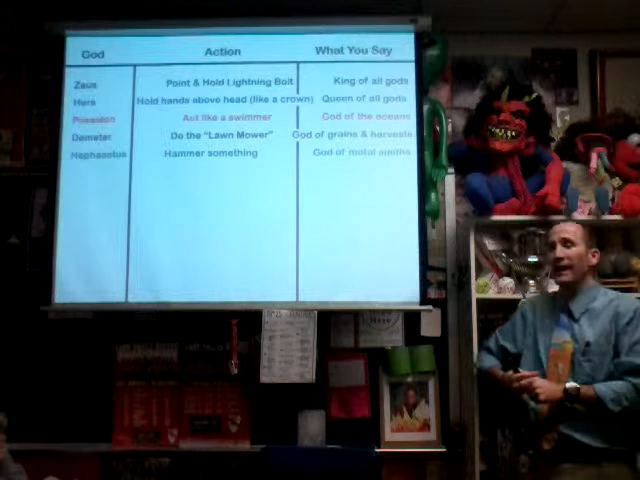 God Action What You Say
Zeus Point & Hold Lightning Bolt King of all gods
Hera Hold hands above head (like a crown) Queen of all gods
Poseidon Act like a swimmer God of the oceans
Demeter Do the "Lawn Mower" God of grains & harvests
Hephaestus Hammer something God of metal smiths